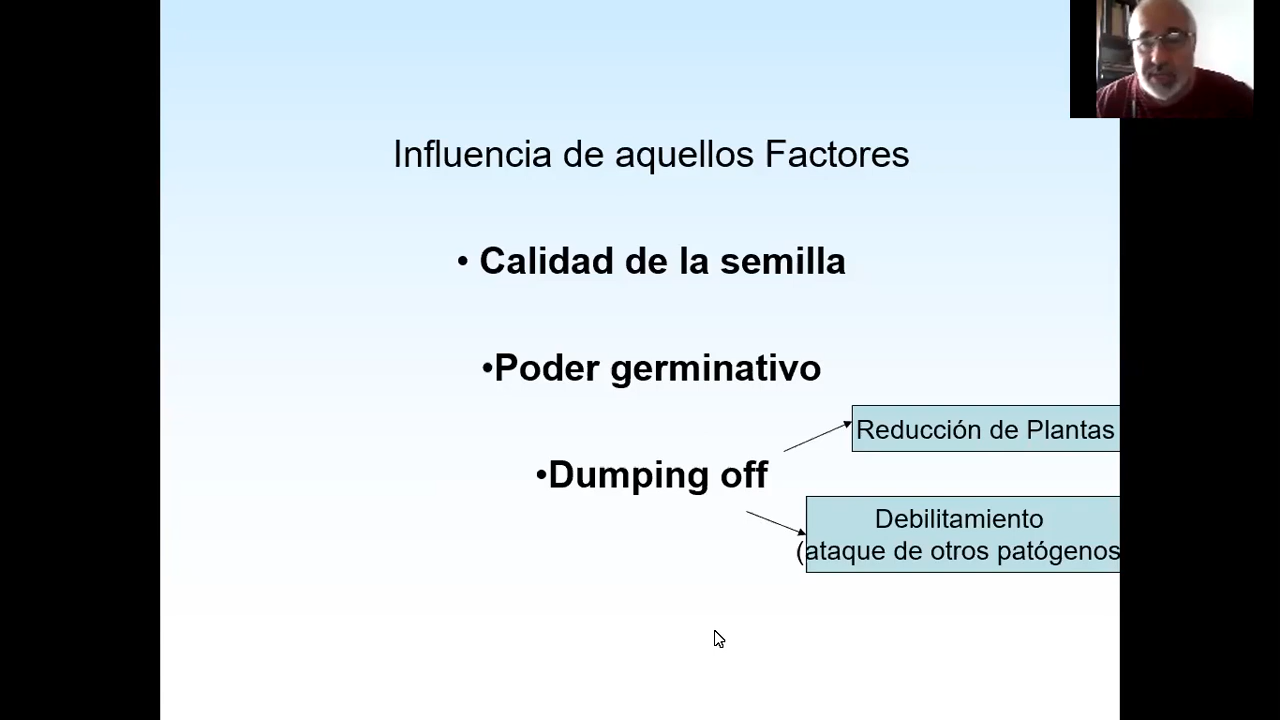 Influencia de aquellos Factores
• Calidad de la semilla
•Poder germinativo
•Dumping off
Reducción de Plantas
Debilitamiento
(ataque de otros patógenos